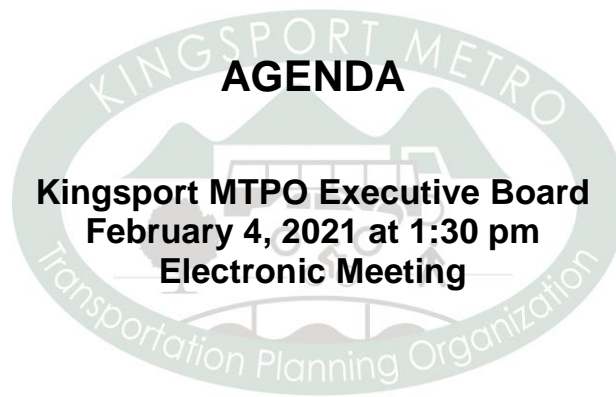 KINGSPORT METRO
AGENDA
Kingsport MTPO Executive Board
February 4, 2021 at 1:30 pm
Electronic Meeting
Transportation Planning Organization